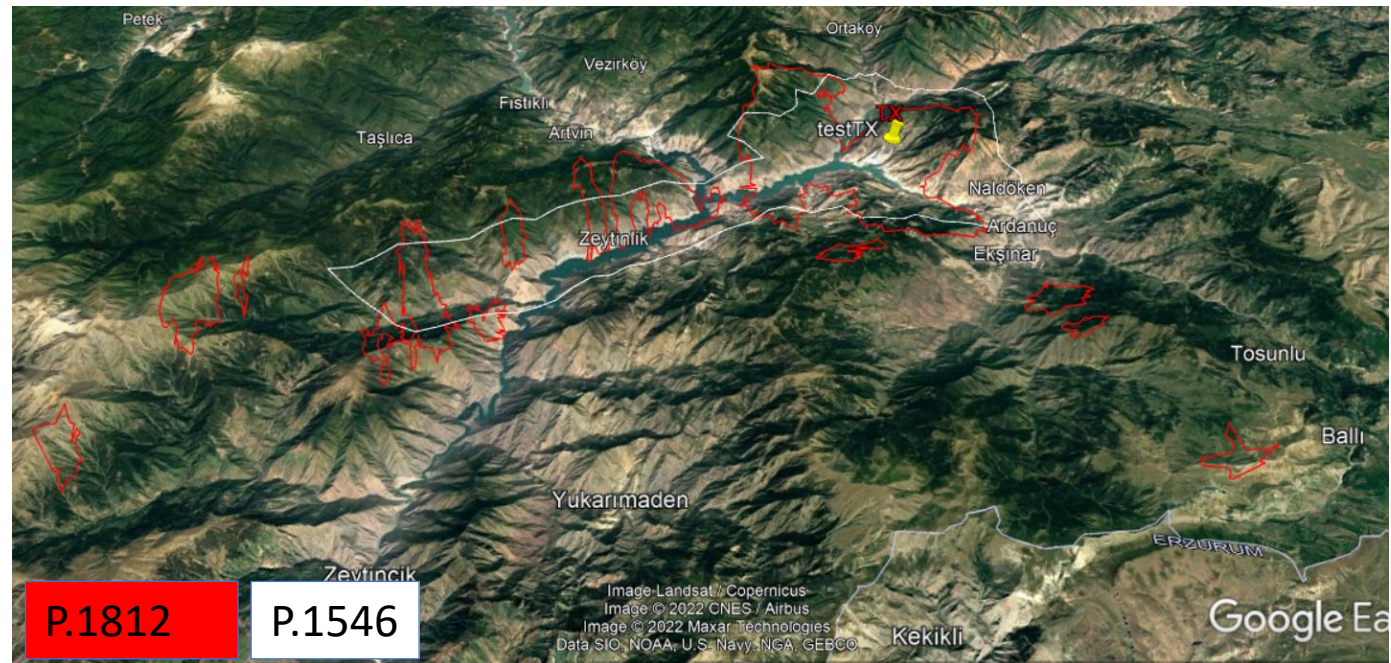 Petek
Ortaköy
Vezirköy
Fıstıklı
Artvin
Taşlıca
TX
testTX
Naldöken
Ardanuç
Ekşinar
Zeytinlik
Tosunlu
Ballı
Yukarımaden
ERZURUM
Zeytincik
Image Landsat / Copernicus
Image © 2022 CNES / Airbus
Image © 2022 Maxar Technologies
Data SIO, NOAA, U.S. Navy, NGA, GEBCO
Kekikli
Google Ea
P.1812
P.1546